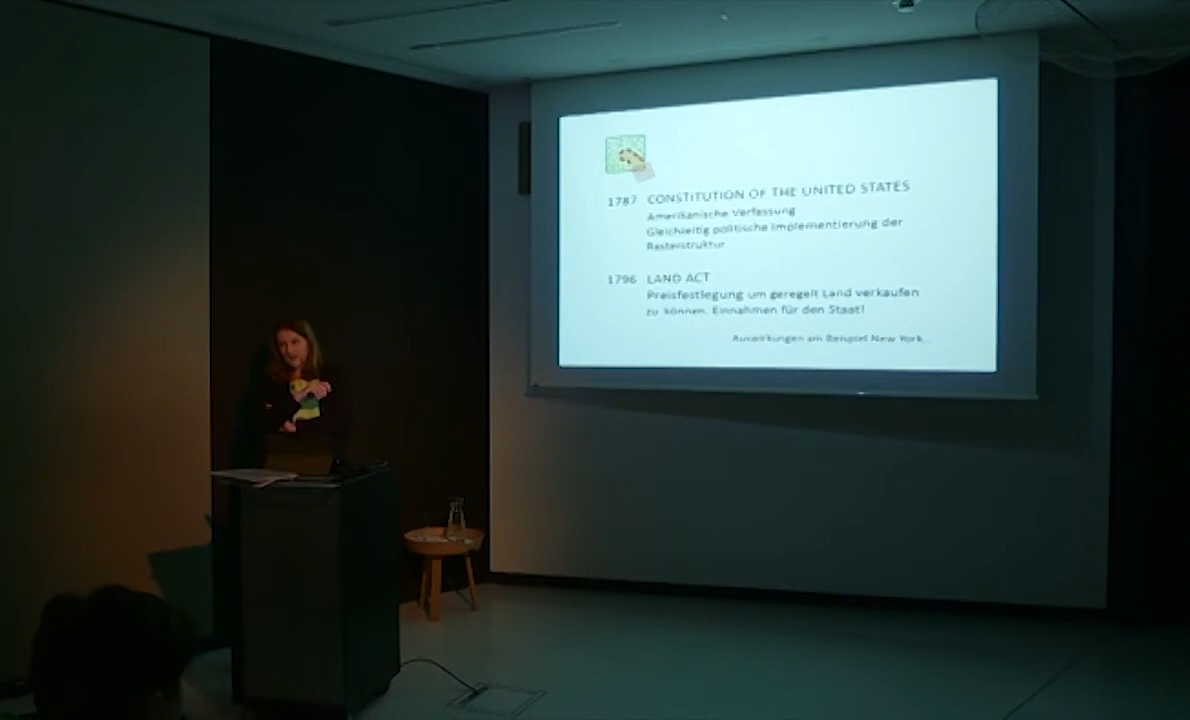 1787 CONSTITUTION OF THE UNITED STATES
Amerikanische Verfassung
Gleichzeitig politische Implementierung der
Rasterstruktur
1796 LAND ACT
Preisfestlegung um geregelt Land verkaufen
zu können. Einnahmen für den Staat!
Auswirkungen am Beispiel New York...